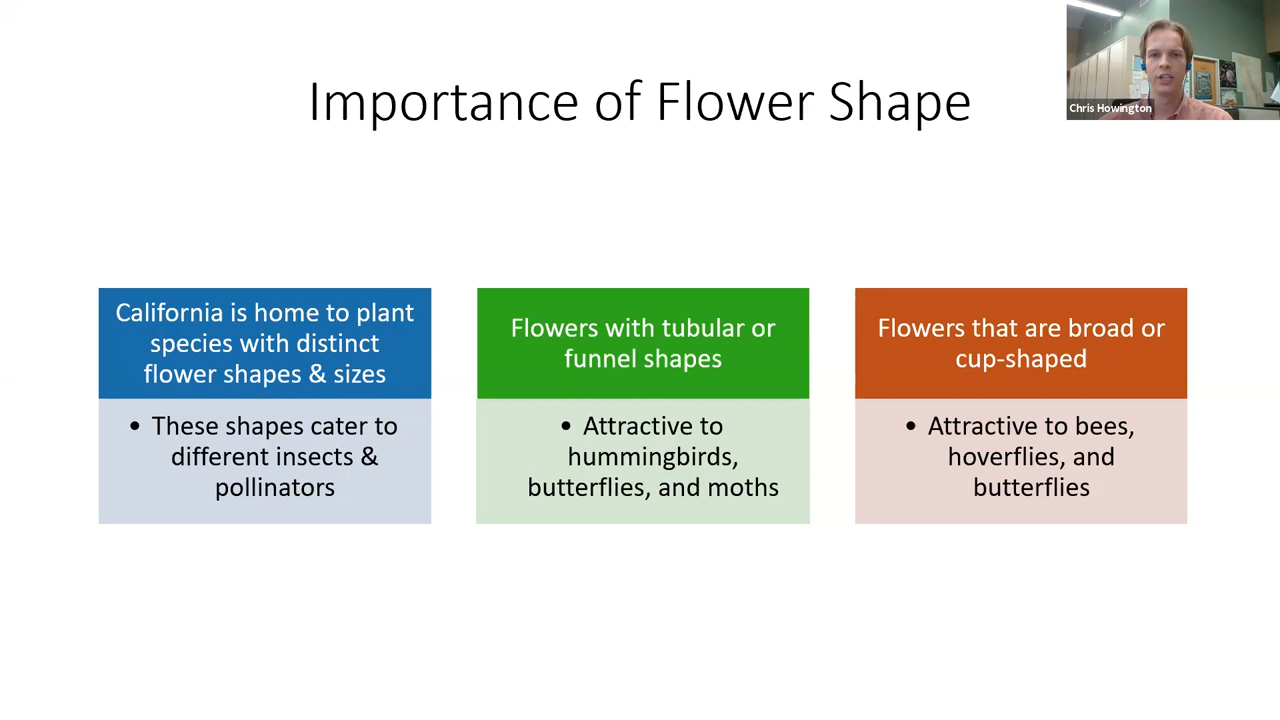 Importance of Flower Shape
Chris Howington
California is home to plant
species with distinct
flower shapes & sizes
• These shapes cater to
different insects &
pollinators
Flowers with tubular or
funnel shapes
• Attractive to
hummingbirds,
butterflies, and moths
Flowers that are broad or
cup-shaped
• Attractive to bees,
hoverflies, and
butterflies